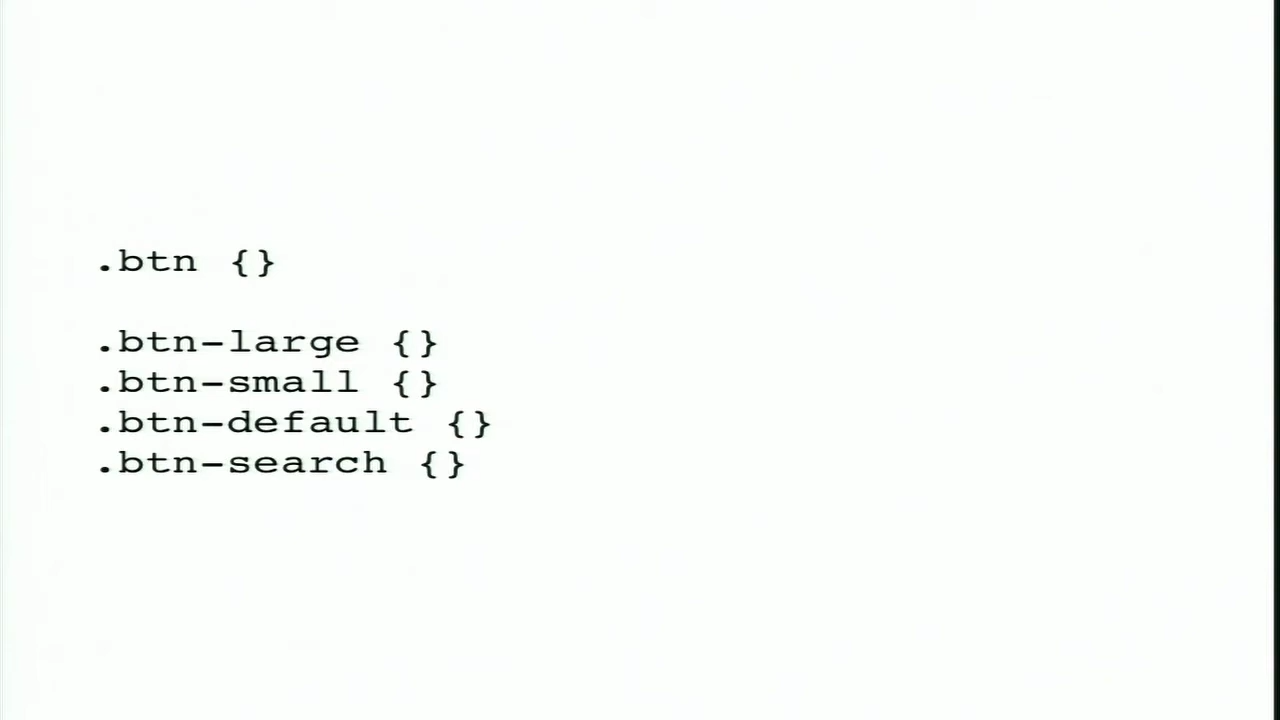 .btn {}
.btn-large {}
.btn-small {}
.btn-default {}
.btn-search {}